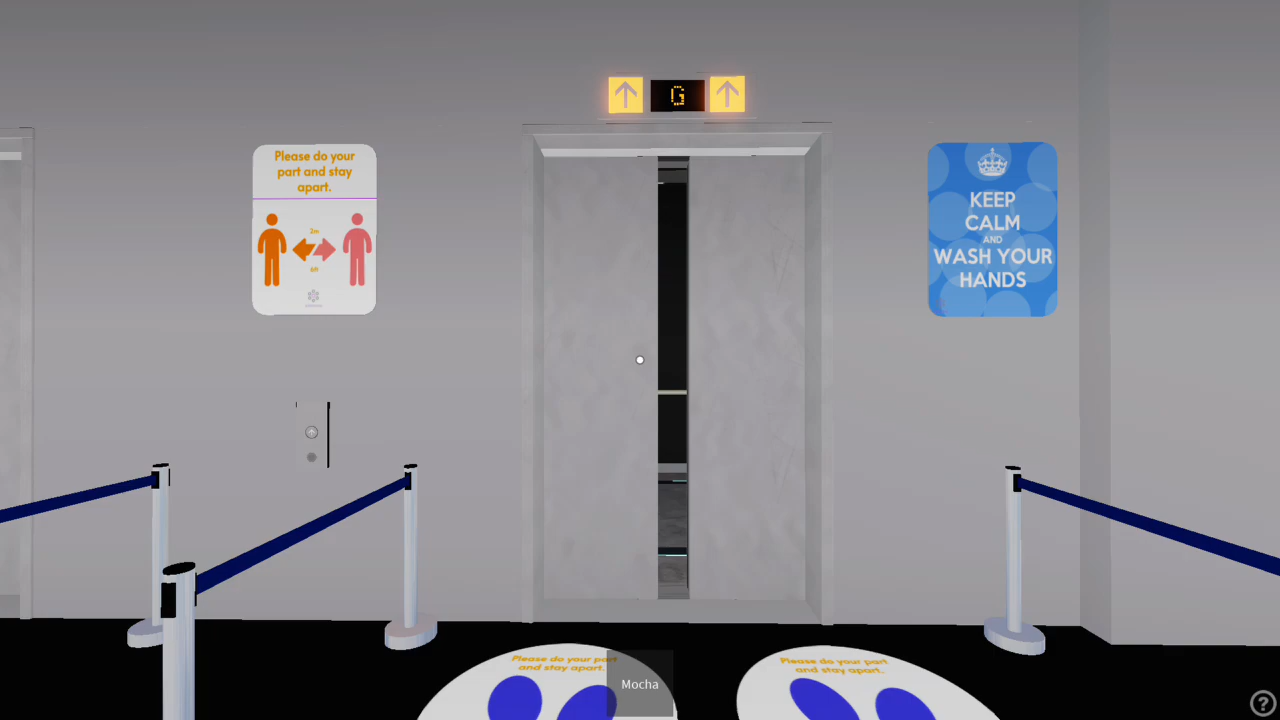 G
Please do your
part and stay
apart.
2m
6ft
KEEP
CALM
AND
WASH YOUR
HANDS
Please do your part
and stay apart.
Please do your part
and stay apart.
Mocha
?